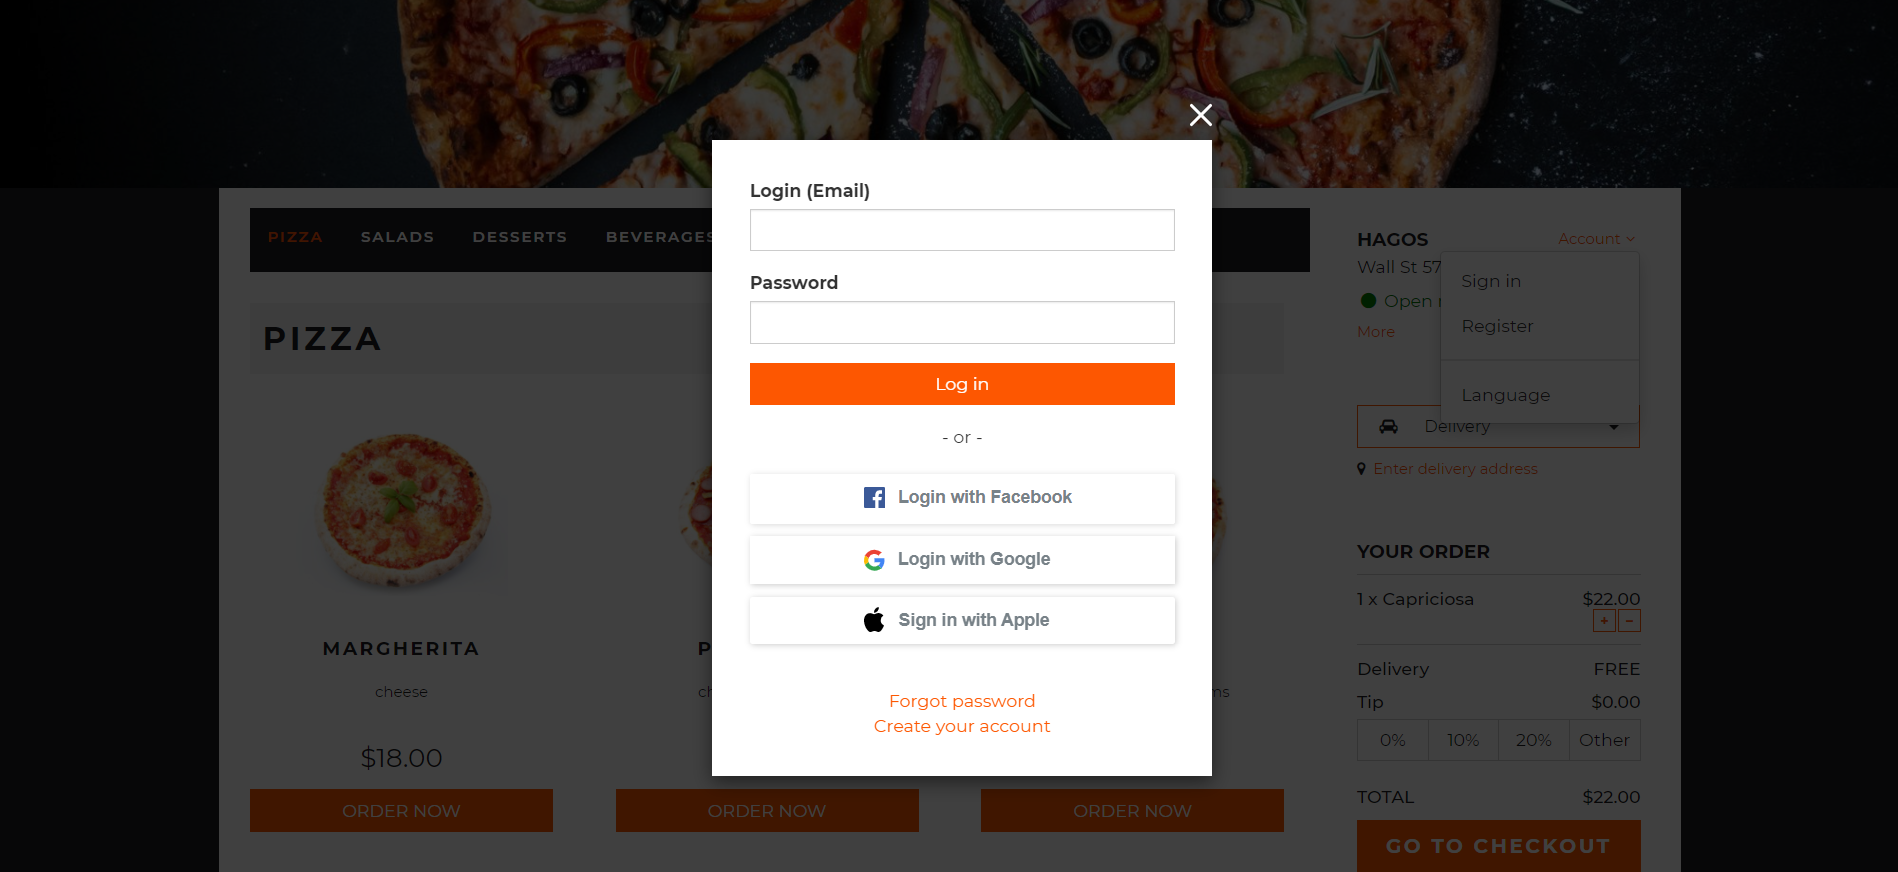 PIZZA SALADS DESSERTS BEVERAGES
PIZZA
MARGHERITA
cheese
$18.00
ORDER NOW
ORDER NOW
ORDER NOW
Login (Email)
Password
Log in
- or -
Login with Facebook
Login with Google
Sign in with Apple
Forgot password
Create your account
HAGOS
Account
Wall St 57
Open
More
Sign in
Register
Language
Delivery
Enter delivery address
YOUR ORDER
1 x Capriciosa $22.00
+ −
Delivery FREE
Tip $0.00
0% 10% 20% Other
TOTAL $22.00
GO TO CHECKOUT